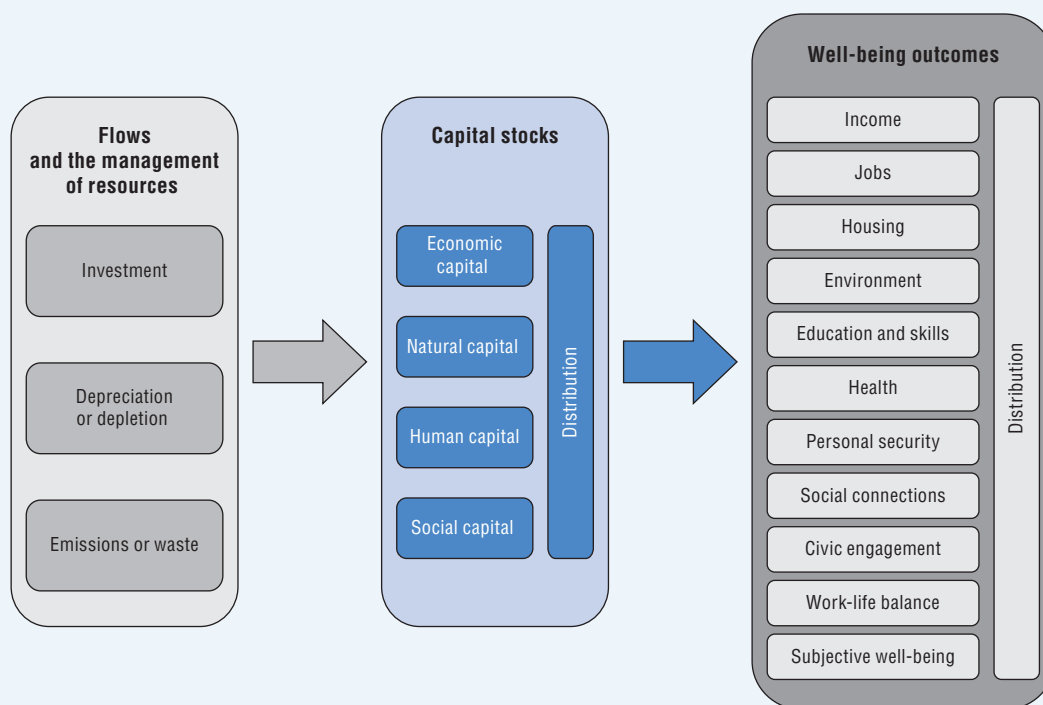 Flows
and the management
of resources
Investment
Depreciation
or depletion
Emissions or waste
Capital stocks
Economic
capital
Natural capital
Human capital
Social capital
Distribution
Well-being outcomes
Income
Jobs
Housing
Environment
Education and skills
Health
Personal security
Social connections
Civic engagement
Work-life balance
Subjective well-being
Distribution